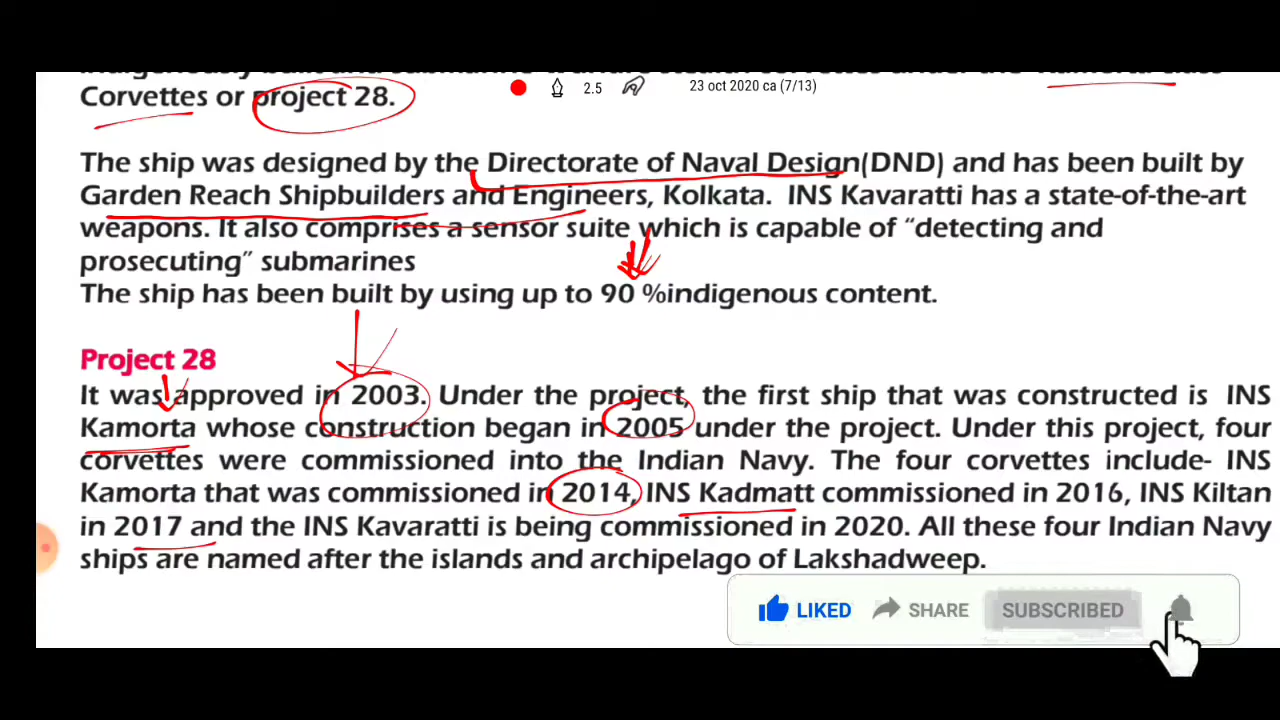 23 oct 2020 ca (7/13)
2.5
Corvettes or project 28.
The ship was designed by the Directorate of Naval Design(DND) and has been built by
Garden Reach Shipbuilders and Engineers, Kolkata. INS Kavaratti has a state-of-the-art
weapons. It also comprises a sensor suite which is capable of “detecting and
prosecuting” submarines
The ship has been built by using up to 90 %indigenous content.
Project 28
It was approved in 2003. Under the project, the first ship that was constructed is INS
Kamorta whose construction began in 2005 under the project. Under this project, four
corvettes were commissioned into the Indian Navy. The four corvettes include- INS
Kamorta that was commissioned in 2014, INS Kadmatt commissioned in 2016, INS Kiltan
in 2017 and the INS Kavaratti is being commissioned in 2020. All these four Indian Navy
ships are named after the islands and archipelago of Lakshadweep.
LIKED SHARE SUBSCRIBED